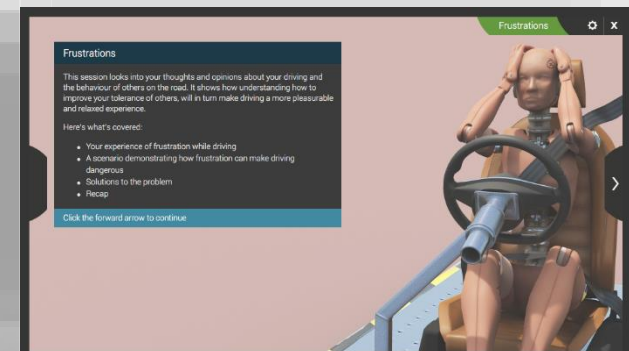 Frustrations
x
Frustrations
This session looks into your thoughts and opinions about your driving and
the behaviour of others on the road. It shows how understanding how to
improve your tolerance of others, will in turn make driving a more pleasurable
and relaxed experience.
Here's what's covered:
• Your experience of frustration while driving
• A scenario demonstrating how frustration can make driving
dangerous
• Solutions to the problem
• Recap
Click the forward arrow to continue